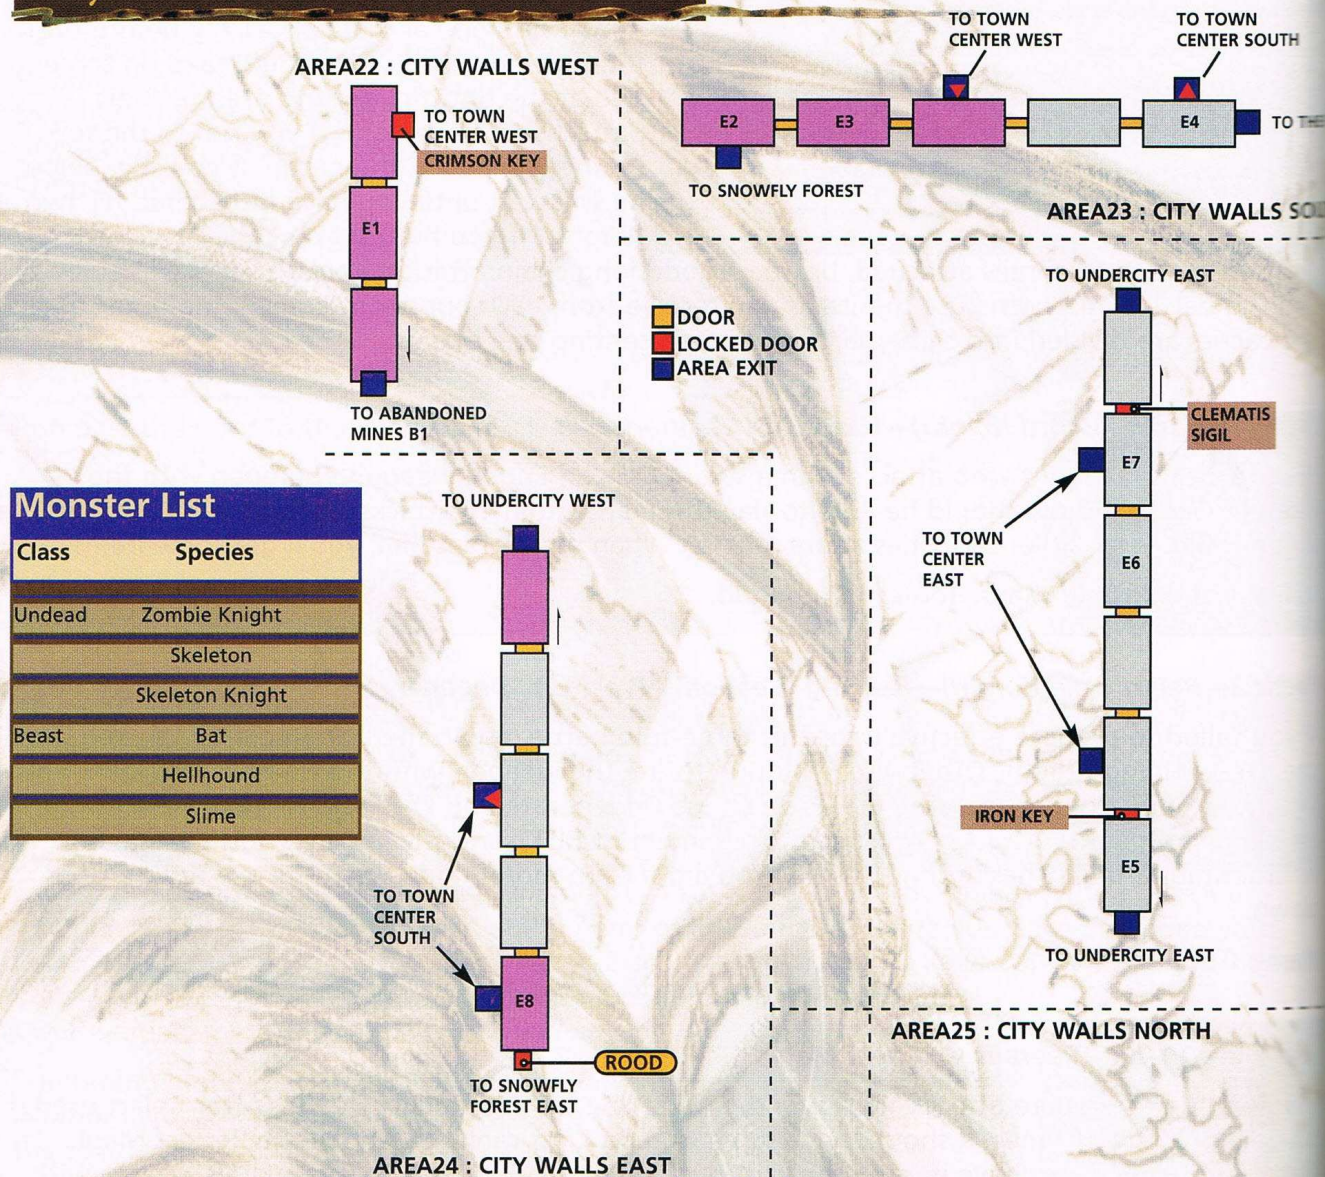 AREA22 : CITY WALLS WEST
TO TOWN
CENTER WEST
CRIMSON KEY
E1
TO ABANDONED
MINES B1
TO TOWN
CENTER WEST
TO TOWN
CENTER SOUTH
E2
E3
E4
TO
TO SNOWFLY FOREST
AREA23 : CITY WALLS
DOOR
LOCKED DOOR
AREA EXIT
TO UNDERCITY EAST
CLEMATIS
SIGIL
E7
TO TOWN
CENTER
EAST
E6
IRON KEY
E5
TO UNDERCITY EAST
AREA25 : CITY WALLS NORTH
Monster List
Class Species
Undead Zombie Knight
Skeleton
Skeleton Knight
Beast Bat
Hellhound
Slime
TO UNDERCITY WEST
TO TOWN
CENTER
SOUTH
E8
ROOD
TO SNOWFLY
FOREST EAST
AREA24 : CITY WALLS EAST